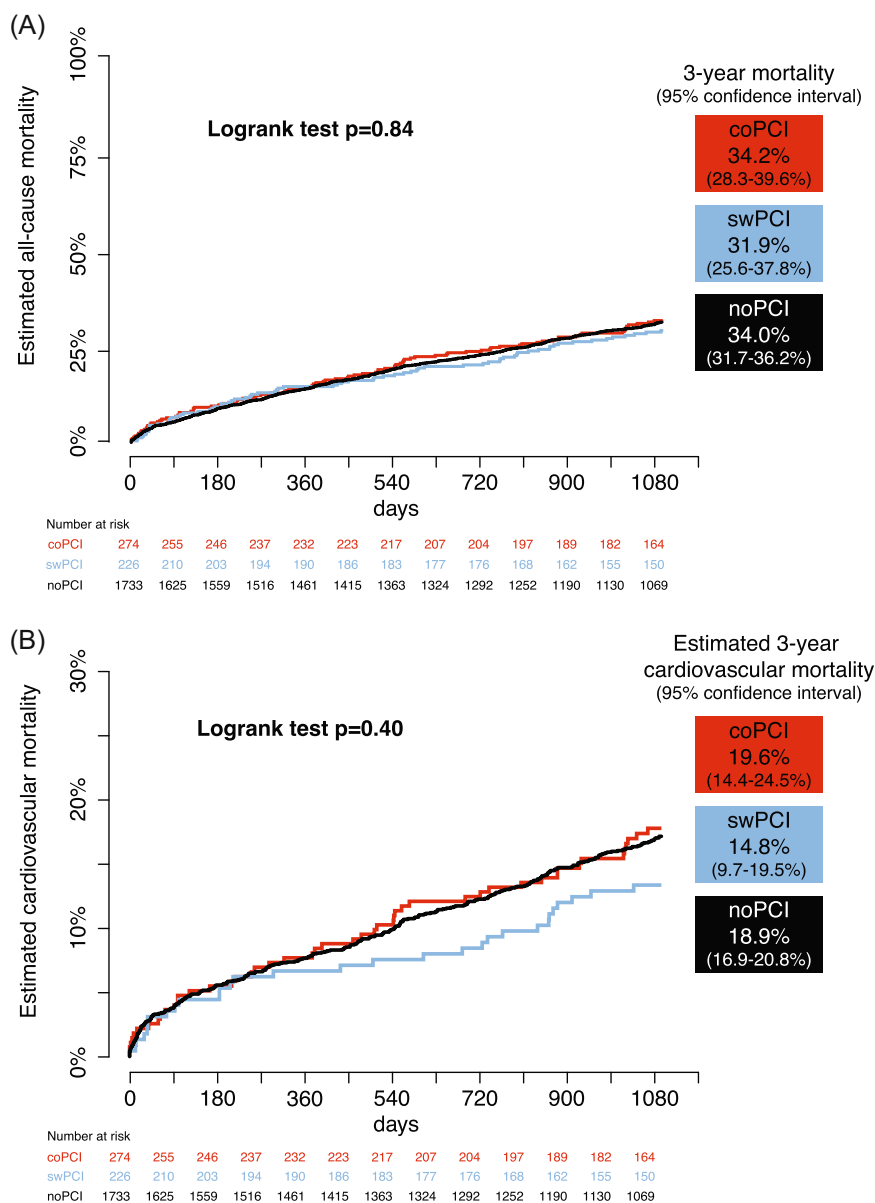 (A)
Estimated all-cause mortality
100%
75%
50%
25%
0%
Logrank test p=0.84
0 180 360 540 720 900 1080
days
3-year mortality
(95% confidence interval)
coPCI
34.2%
(28.3-39.6%)
swPCI
31.9%
(25.6-37.8%)
noPCI
34.0%
(31.7-36.2%)
Number at risk
coPCI 274 255 246 237 232 223 217 207 204 197 189 182 164
swPCI 226 210 203 194 190 186 183 177 176 168 162 155 150
noPCI 1733 1625 1559 1516 1461 1415 1363 1324 1292 1252 1190 1130 1069
(B)
Estimated cardiovascular mortality
30%
20%
10%
0%
Logrank test p=0.40
0 180 360 540 720 900 1080
days
Estimated 3-year
cardiovascular mortality
(95% confidence interval)
coPCI
19.6%
(14.4-24.5%)
swPCI
14.8%
(9.7-19.5%)
noPCI
18.9%
(16.9-20.8%)
Number at risk
coPCI 274 255 246 237 232 223 217 207 204 197 189 182 164
swPCI 226 210 203 194 190 186 183 177 176 168 162 155 150
noPCI 1733 1625 1559 1516 1461 1415 1363 1324 1292 1252 1190 1130 1069